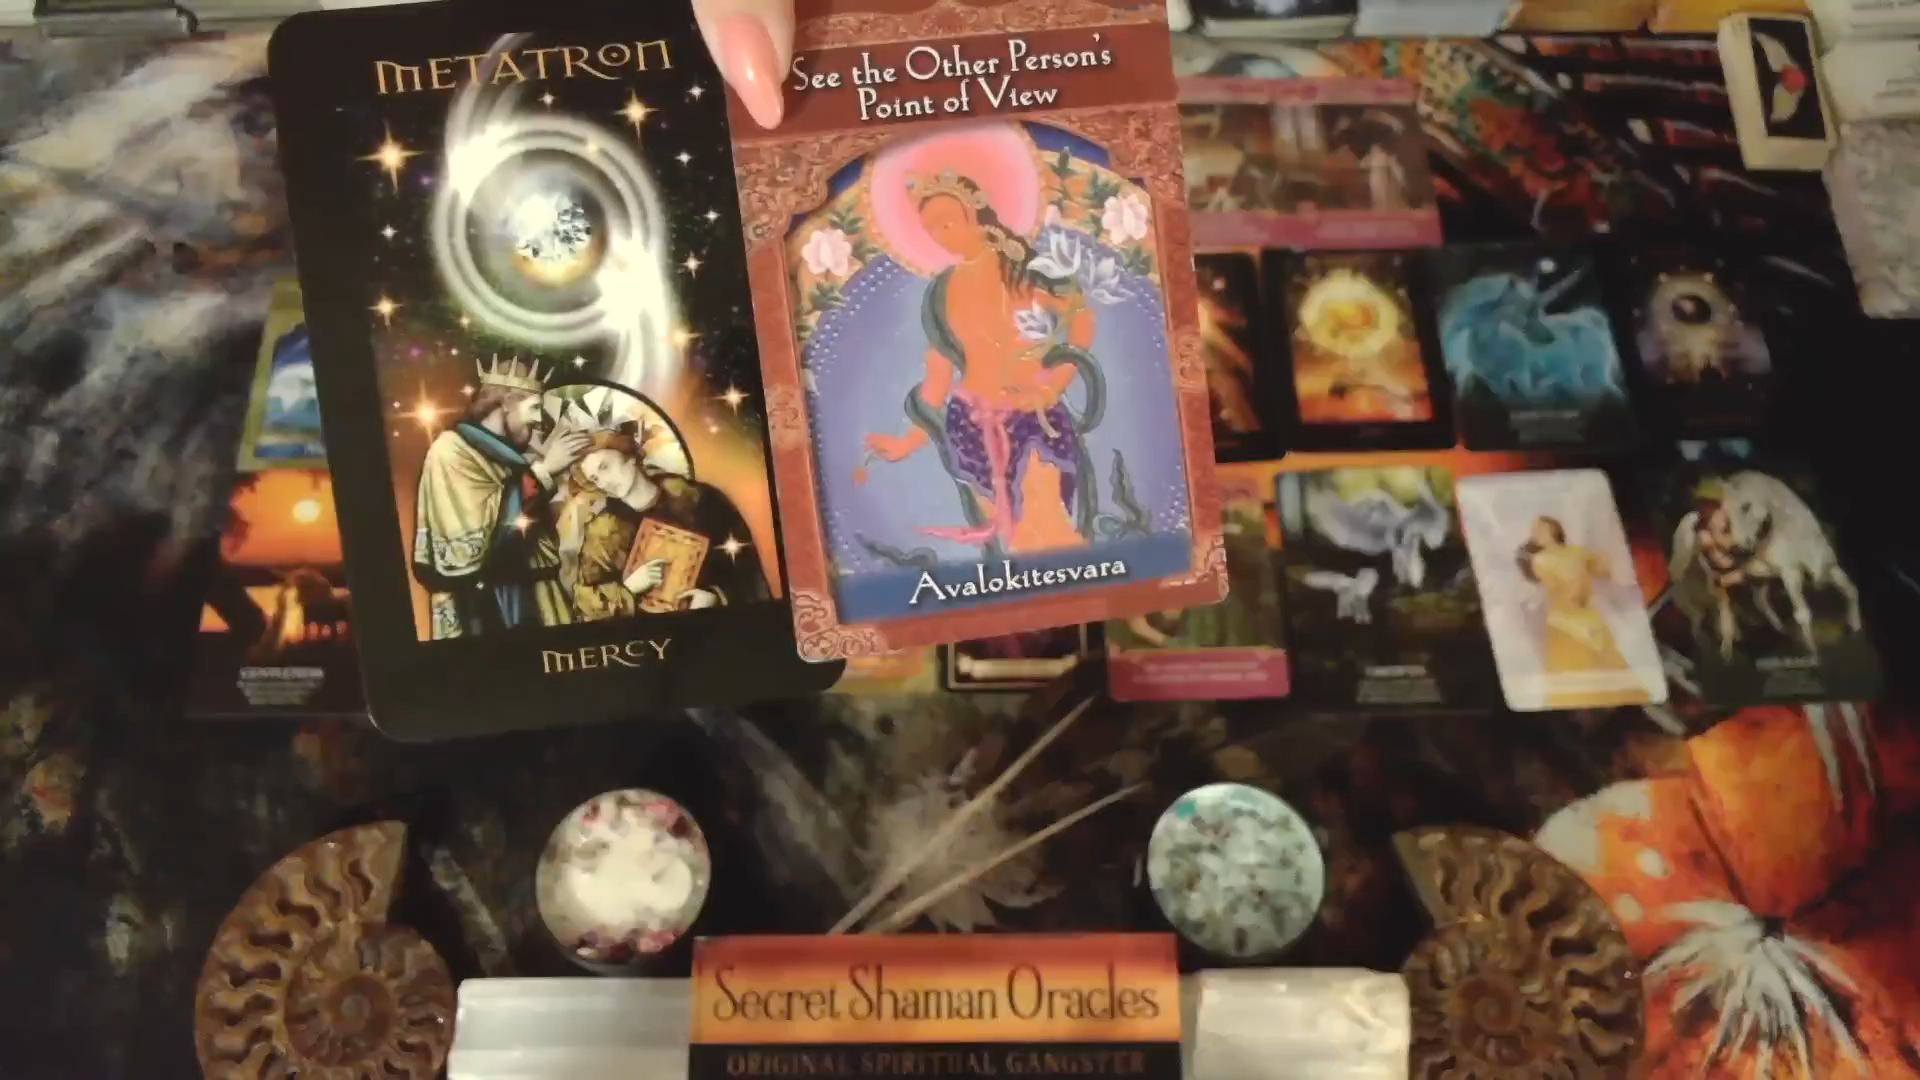 METATRON
See the Other Person's
Point of View
Avalokitesvara
MERCY
Secret Shaman Oracles
ORIGINAL SPIRITUAL GANGSTER